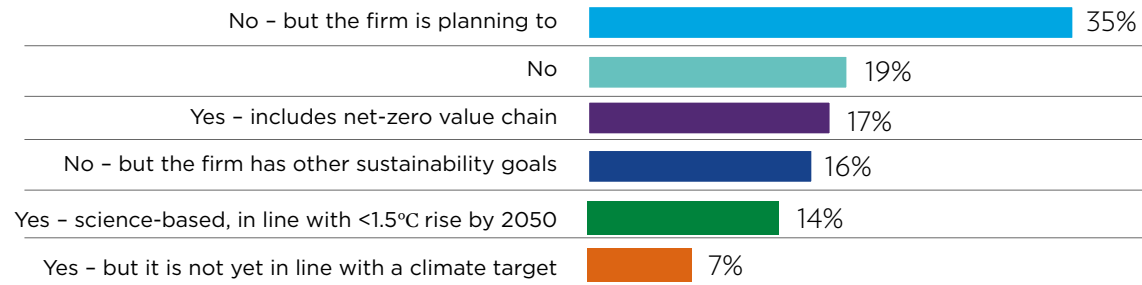 No – but the firm is planning to 35%
No 19%
Yes – includes net-zero value chain 17%
No – but the firm has other sustainability goals 16%
Yes – science-based, in line with <1.5℃ rise by 2050 14%
Yes – but it is not yet in line with a climate target 7%